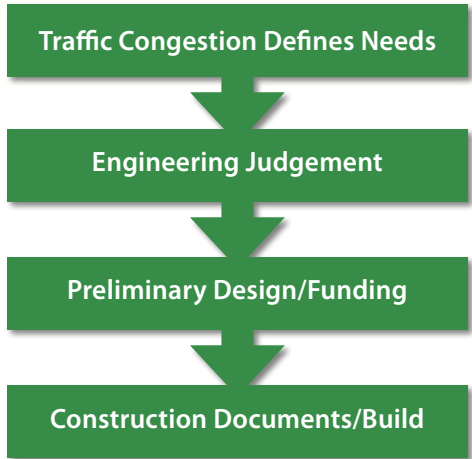 Traffic Congestion Defines Needs
Engineering Judgement
Preliminary Design/Funding
Construction Documents/Build